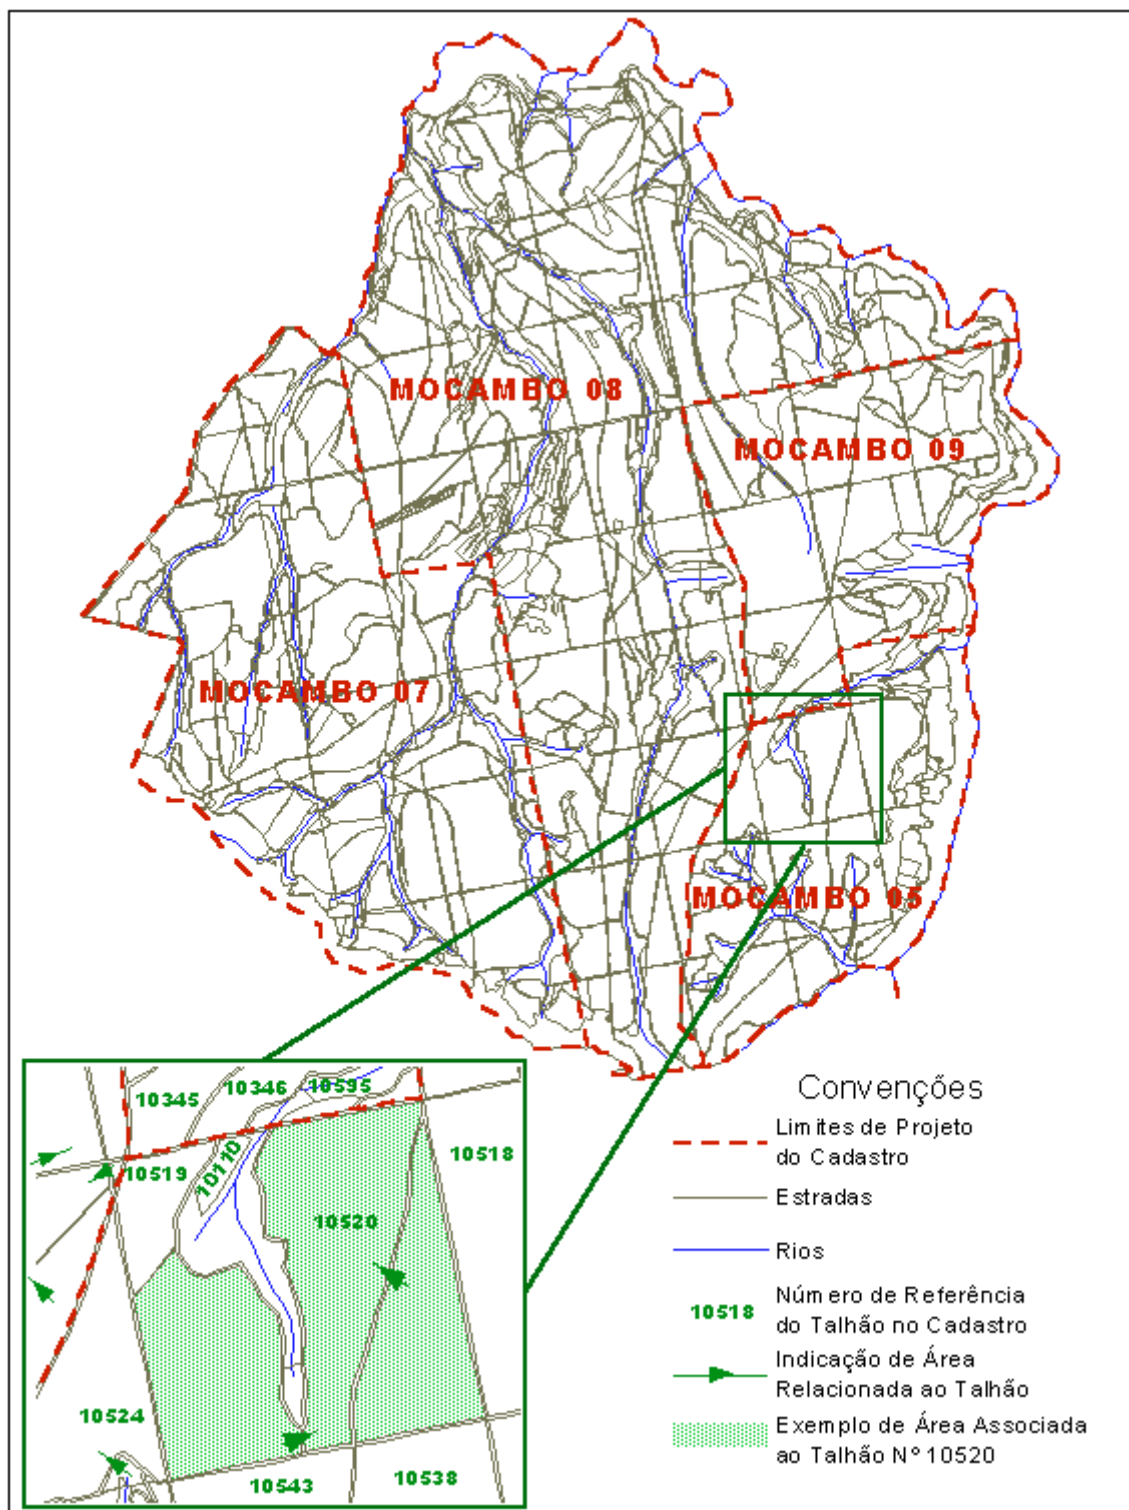 MOCAMBO 08
MOCAMBO 09
MOCAMBO 07
MOCAMBO 05
10345
10346
10595
10519
10110
10518
10520
10524
10543
10538
Convenções
Limites de Projeto
do Cadastro
Estradas
Rios
10518
Número de Referência
do Talhão no Cadastro
Indicação de Área
Relacionada ao Talhão
Exemplo de Área Associada
ao Talhão Nº 10520